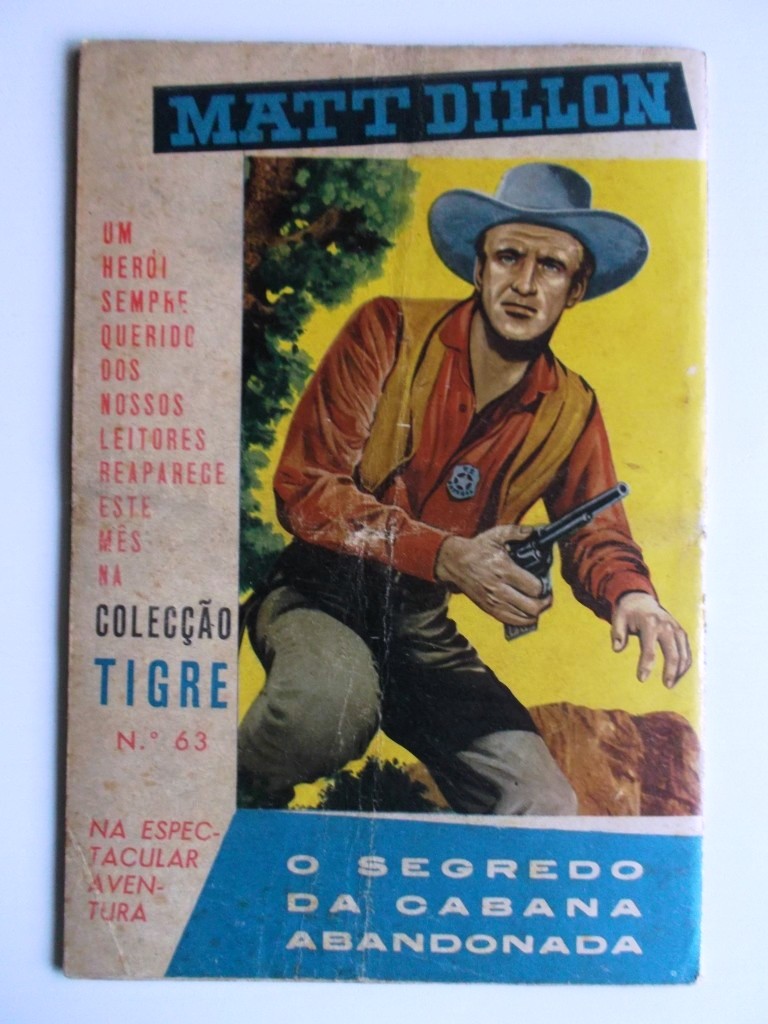 MATT DILLON
UM
HERÓI
SEMPRE
QUERIDO
DOS
NOSSOS
LEITORES
REAPARECE
ESTE
MÊS
NA
COLECÇÃO
TIGRE
N.º 63
NA ESPEC-
TACULAR
AVEN-
TURA
O SEGREDO
DA CABANA
ABANDONADA